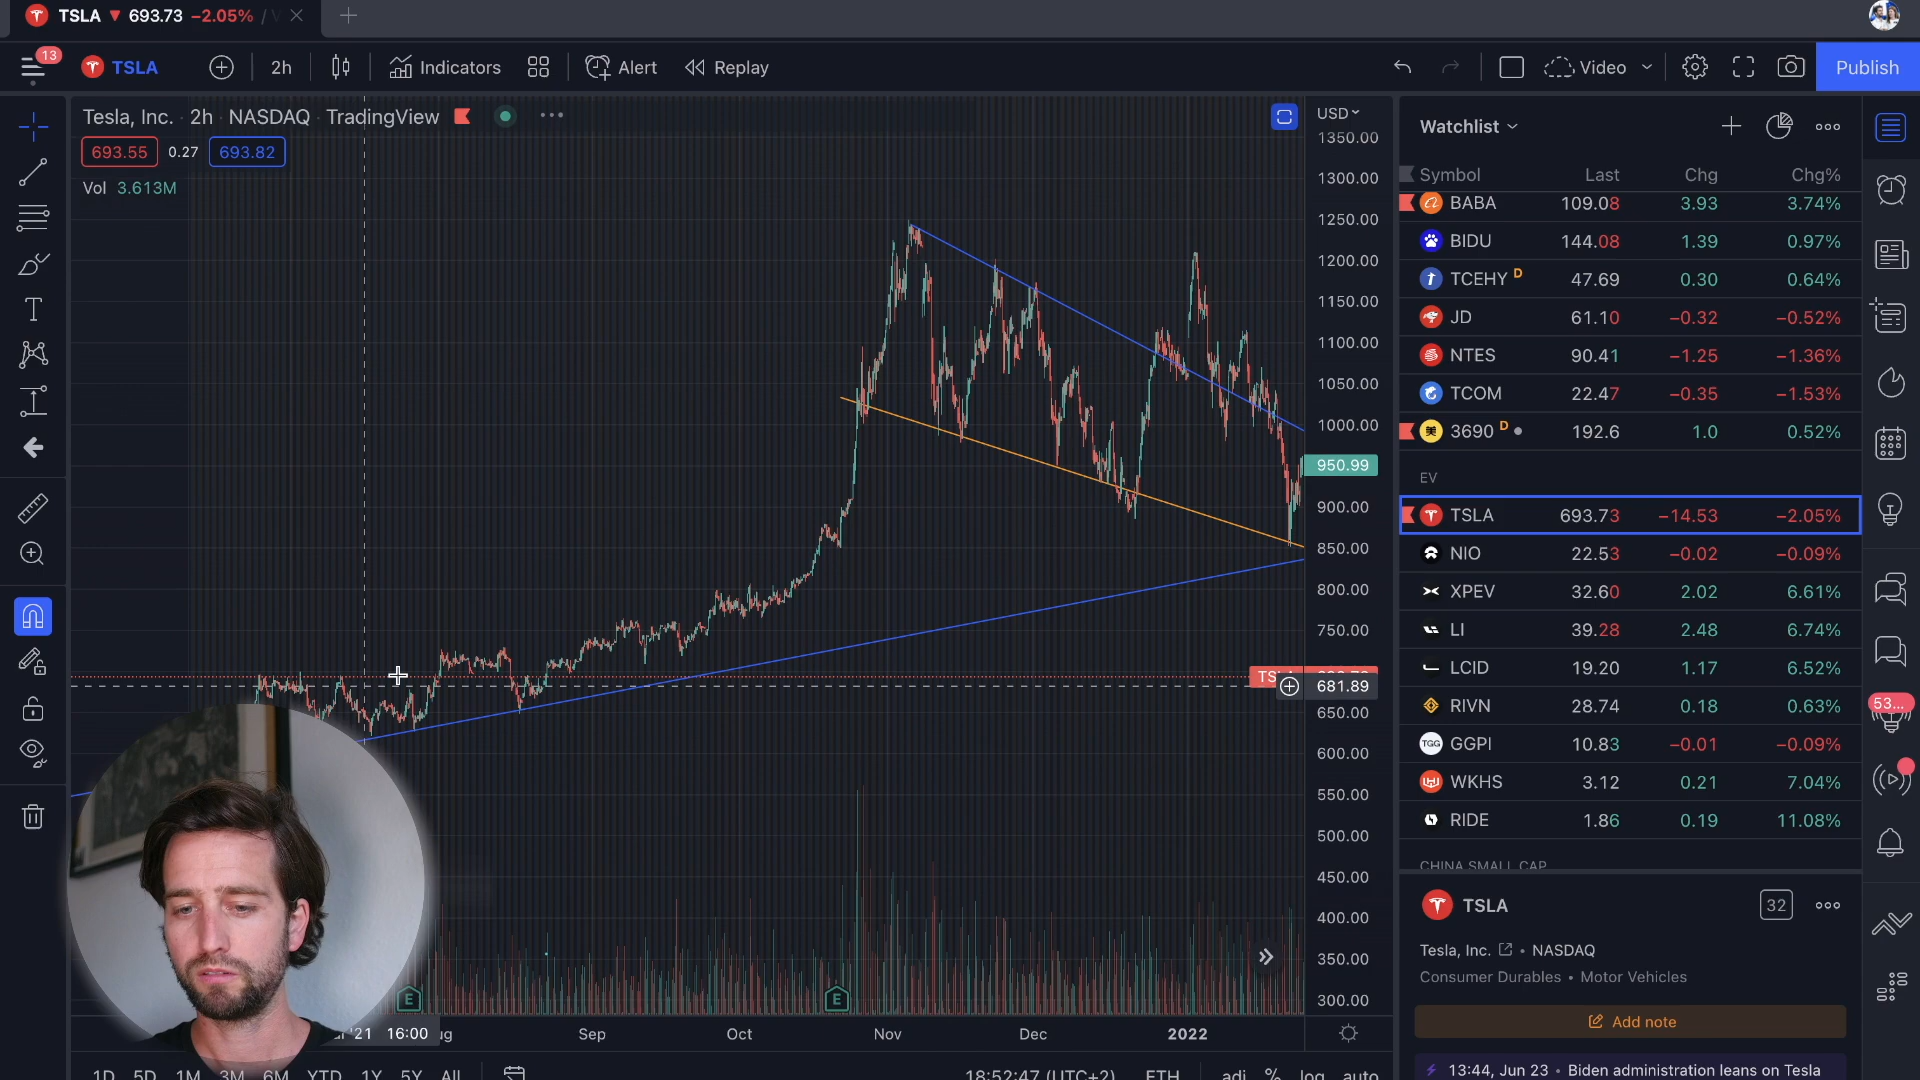 TSLA ▼ 693.73 −2.05% /
13
TSLA 2h Indicators Alert Replay Video Publish
Tesla, Inc. · 2h · NASDAQ · TradingView
693.55 0.27 693.82
Vol 3.613M
USD
1350.00
1300.00
1250.00
1200.00
1150.00
1100.00
1050.00
1000.00
950.99
900.00
850.00
800.00
750.00
681.89
650.00
600.00
550.00
500.00
450.00
400.00
350.00
300.00
E E
'21 16:00 Sep Oct Nov Dec 2022
1D 5D 1M 3M 6M YTD 1Y 5Y All 18:52:47 (UTC+2) ETH adj % log auto
Watchlist
Symbol Last Chg Chg%
BABA 109.08 3.93 3.74%
BIDU 144.08 1.39 0.97%
TCEHY D 47.69 0.30 0.64%
JD 61.10 −0.32 −0.52%
NTES 90.41 −1.25 −1.36%
TCOM 22.47 −0.35 −1.53%
美 3690 D 192.6 1.0 0.52%
EV
TSLA 693.73 −14.53 −2.05%
NIO 22.53 −0.02 −0.09%
XPEV 32.60 2.02 6.61%
LI 39.28 2.48 6.74%
LCID 19.20 1.17 6.52%
RIVN 28.74 0.18 0.63%
TGG GGPI 10.83 −0.01 −0.09%
WKHS 3.12 0.21 7.04%
RIDE 1.86 0.19 11.08%
CHINA SMALL CAP
TSLA 32
Tesla, Inc. • NASDAQ
Consumer Durables • Motor Vehicles
Add note
13:44, Jun 23 • Biden administration leans on Tesla
53...